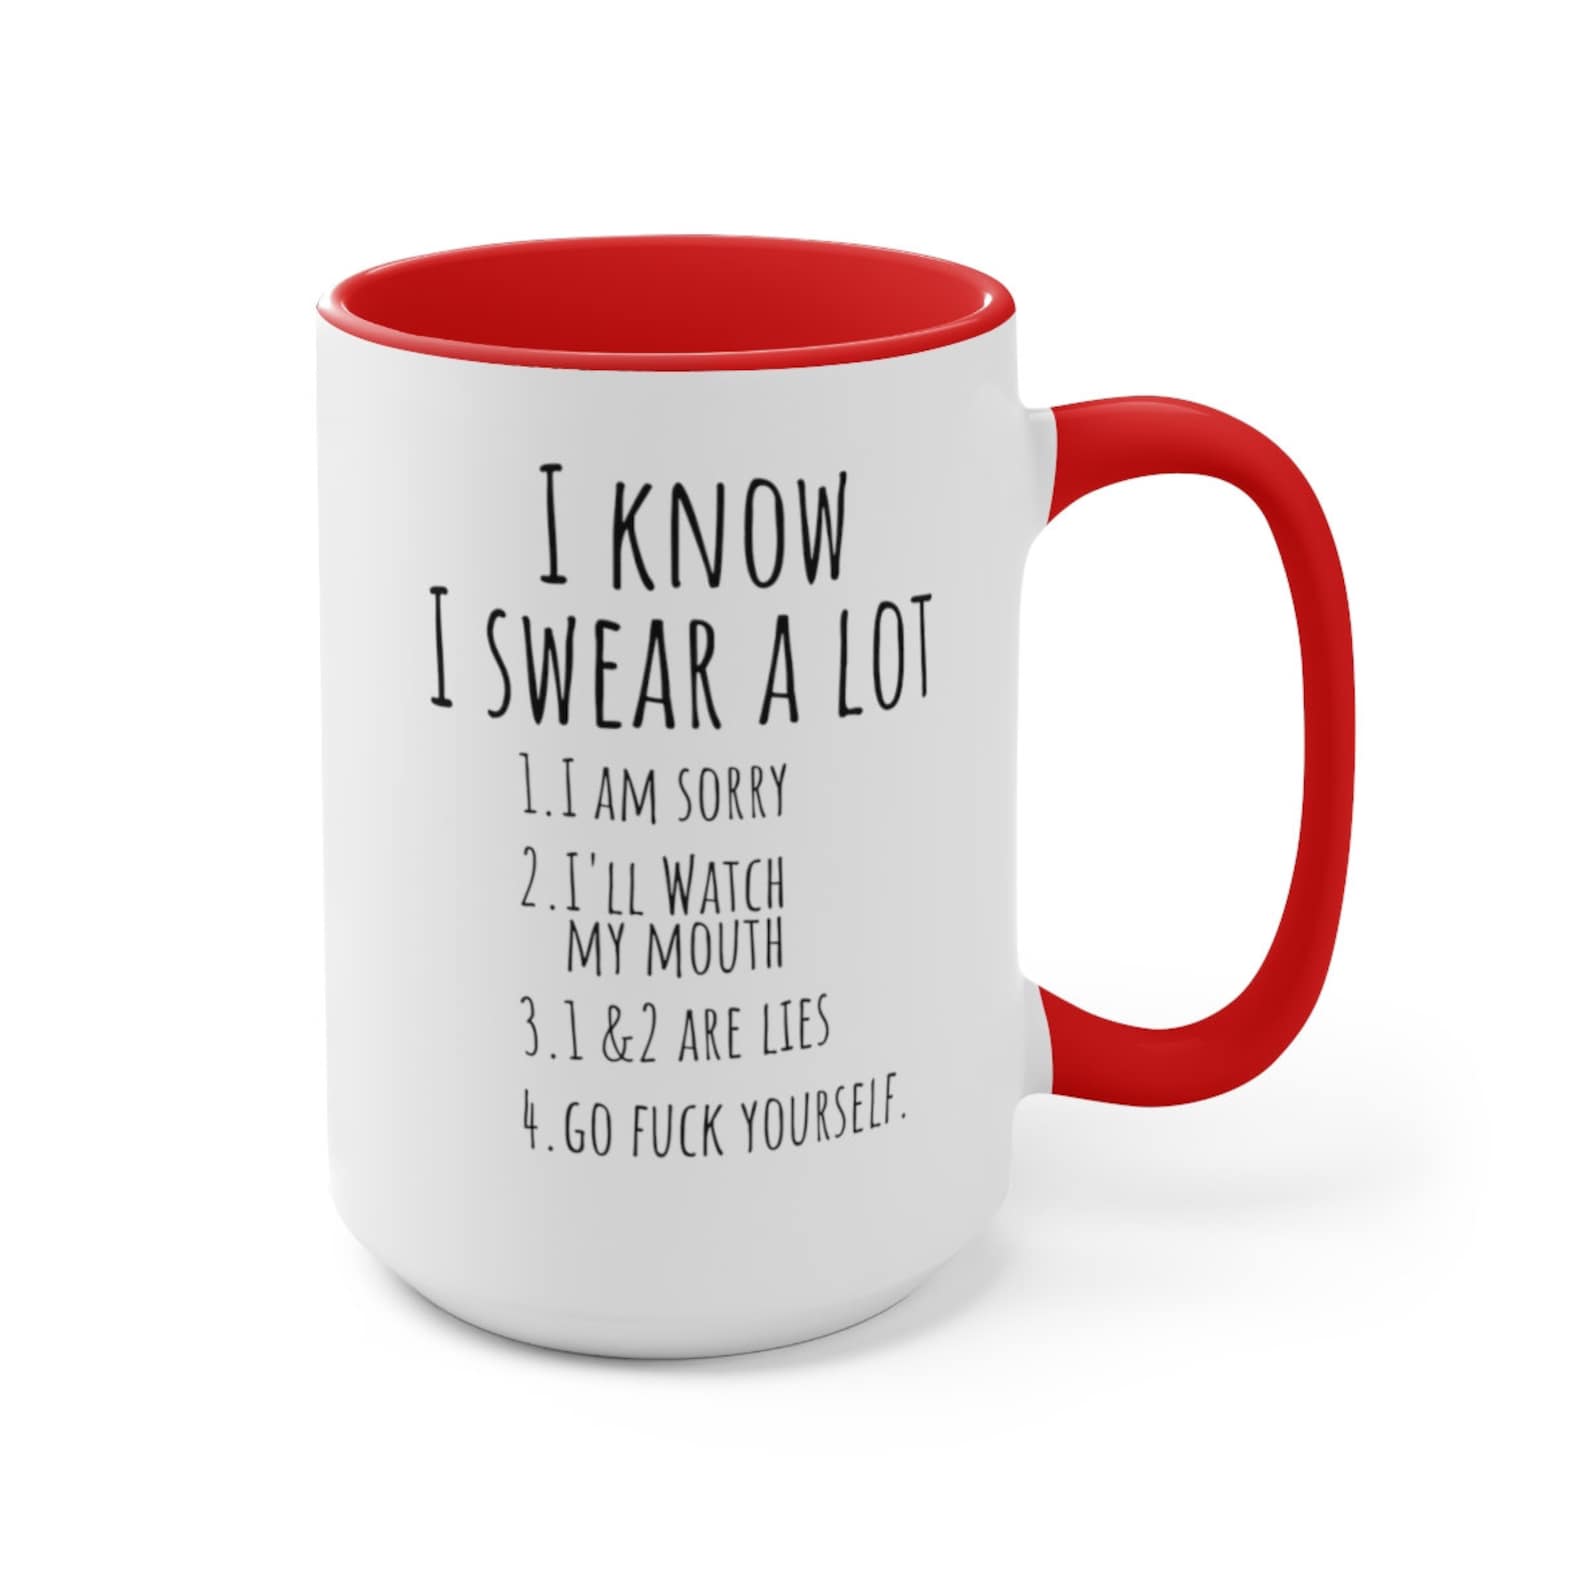 I KNOW
I SWEAR A LOT
1. I AM SORRY
2. I'LL WATCH
MY MOUTH
3. 1 & 2 ARE LIES
4. GO FUCK YOURSELF.